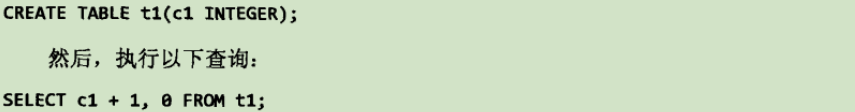 CREATE TABLE t1(c1 INTEGER);
然后，执行以下查询：
SELECT c1 + 1, 0 FROM t1;